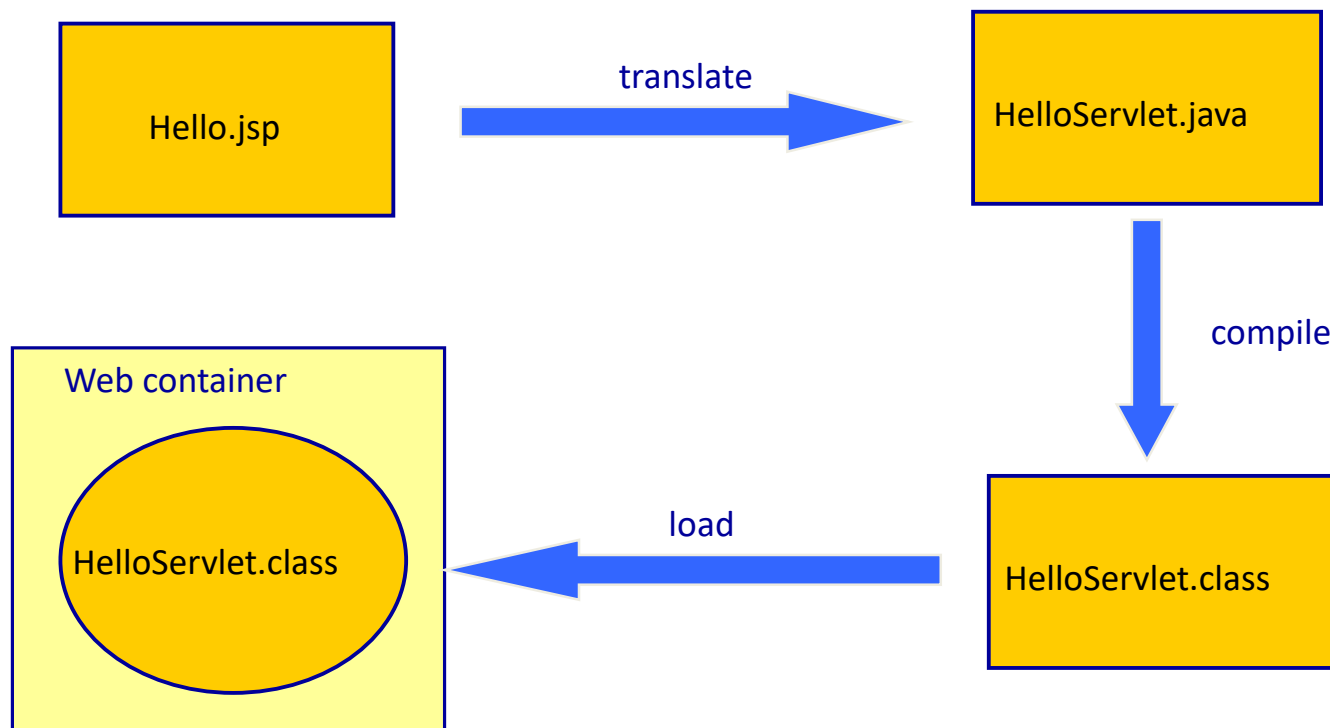 Hello.jsp
translate
HelloServlet.java
compile
Web container
HelloServlet.class
load
HelloServlet.class